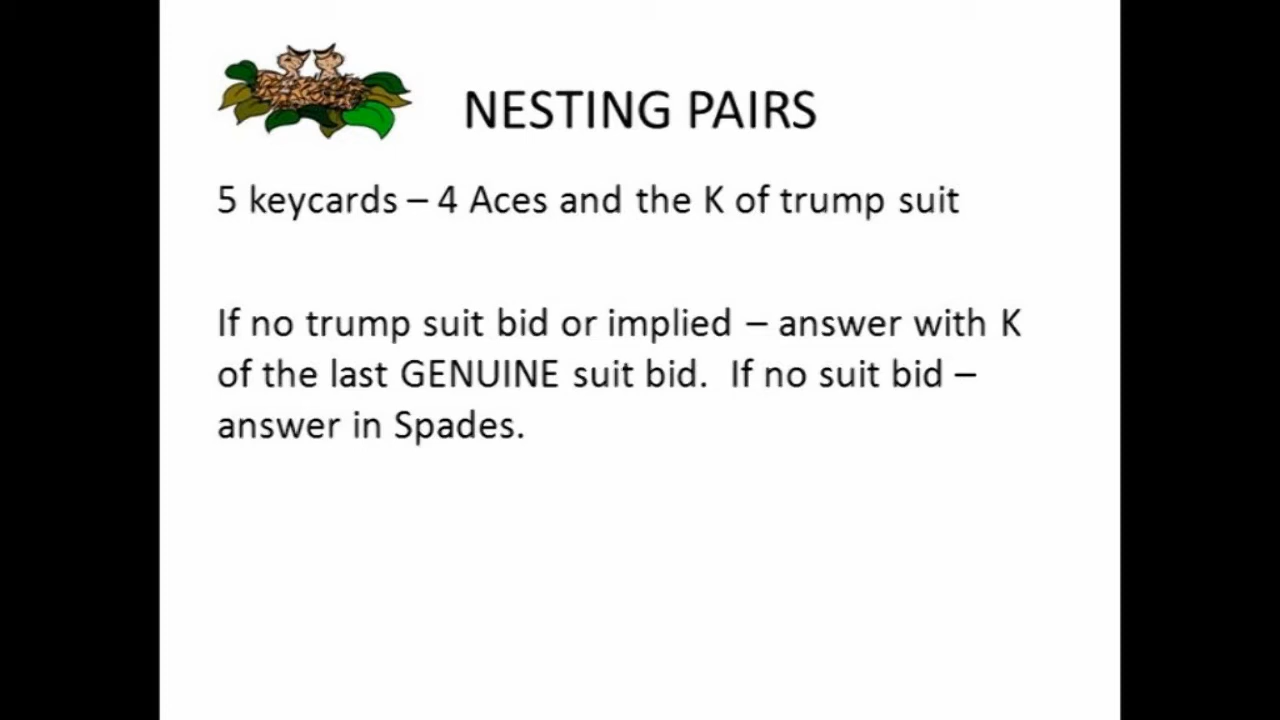 NESTING PAIRS
5 keycards – 4 Aces and the K of trump suit
If no trump suit bid or implied – answer with K
of the last GENUINE suit bid.  If no suit bid –
answer in Spades.